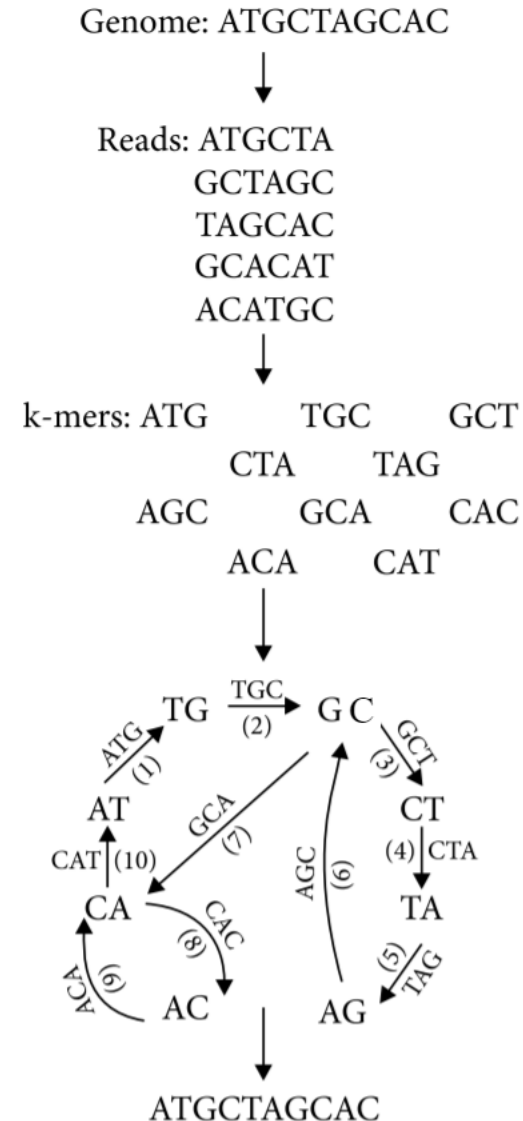 Genome: ATGCTAGCAC
Reads: ATGCTA
GCTAGC
TAGCAC
GCACAT
ACATGC
k-mers: ATG TGC GCT
CTA TAG
AGC GCA CAC
ACA CAT
TGC
TG GC
(2)
ATG
(1)
GCT
(3)
AT CT
GCA
(7)
CAT (10)
(4) CTA
AGC
(6)
CA TA
CAC
(8)
(5)
TAG
ACA
(9)
AC AG
ATGCTAGCAC